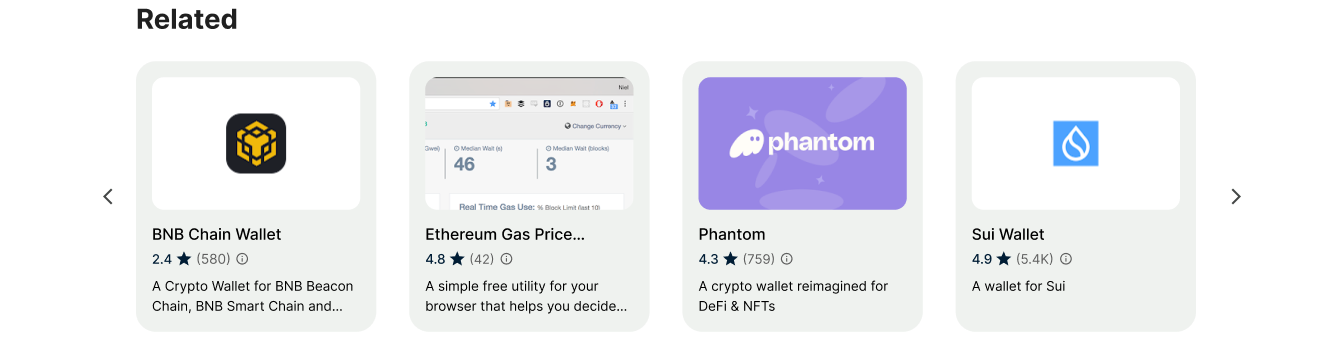 Related
BNB Chain Wallet
2.4 ★ (580)
A Crypto Wallet for BNB Beacon
Chain, BNB Smart Chain and...
Niel
Change Currency
Gwei)
Median Wait (s)
46
Median Wait (blocks)
3
Real Time Gas Use: % Block Limit (last 10)
Ethereum Gas Price...
4.8 ★ (42)
A simple free utility for your
browser that helps you decide...
phantom
Phantom
4.3 ★ (759)
A crypto wallet reimagined for
DeFi & NFTs
Sui Wallet
4.9 ★ (5.4K)
A wallet for Sui